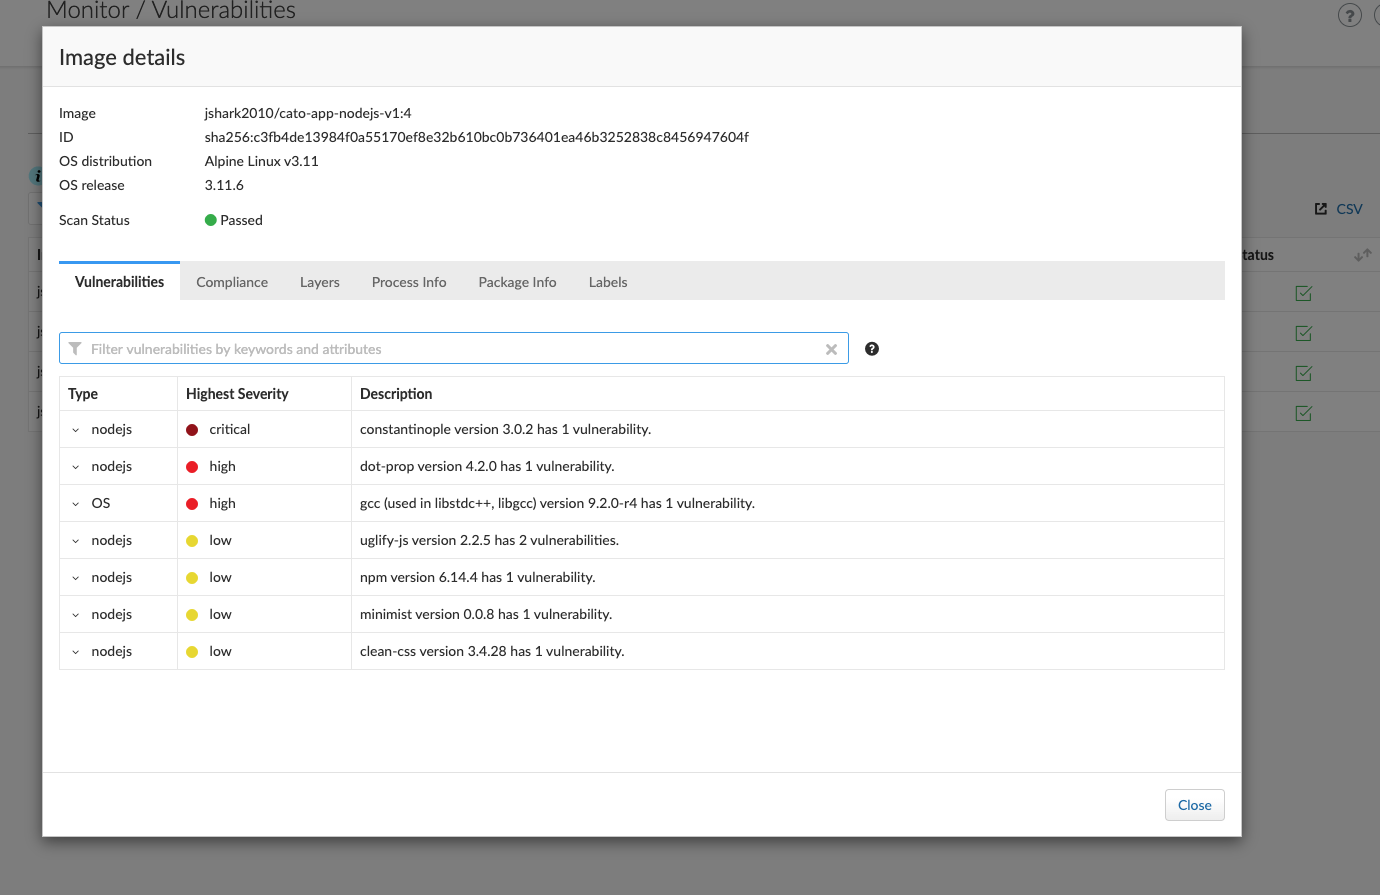 Monitor / Vulnerabilities
?
Image details
Image jshark2010/cato-app-nodejs-v1:4
ID sha256:c3fb4de13984f0a55170ef8e32b610bc0b736401ea46b3252838c8456947604f
OS distribution Alpine Linux v3.11
OS release 3.11.6
Scan Status Passed
CSV
tatus
Vulnerabilities Compliance Layers Process Info Package Info Labels
Filter vulnerabilities by keywords and attributes
?
Type Highest Severity Description
nodejs critical constantinople version 3.0.2 has 1 vulnerability.
nodejs high dot-prop version 4.2.0 has 1 vulnerability.
OS high gcc (used in libstdc++, libgcc) version 9.2.0-r4 has 1 vulnerability.
nodejs low uglify-js version 2.2.5 has 2 vulnerabilities.
nodejs low npm version 6.14.4 has 1 vulnerability.
nodejs low minimist version 0.0.8 has 1 vulnerability.
nodejs low clean-css version 3.4.28 has 1 vulnerability.
Close